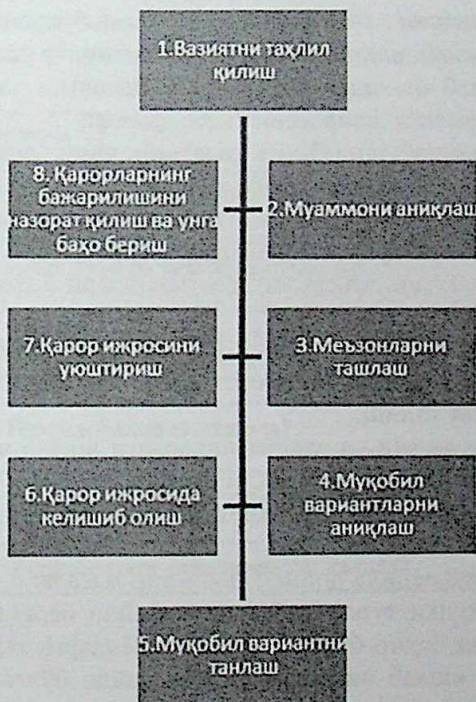 1.Вазиятни таҳлил
қилиш
8. Қарорларнинг
бажарилишини
назорат қилиш ва унга
баҳо бериш
2.Муаммони аниқлаш
7.Қарор ижросини
уюштириш
3.Меъзонларни
ташлаш
6.Қарор ижросида
келишиб олиш
4.Муқобил
вариантларни
аниқлаш
5.Муқобил вариантни
танлаш